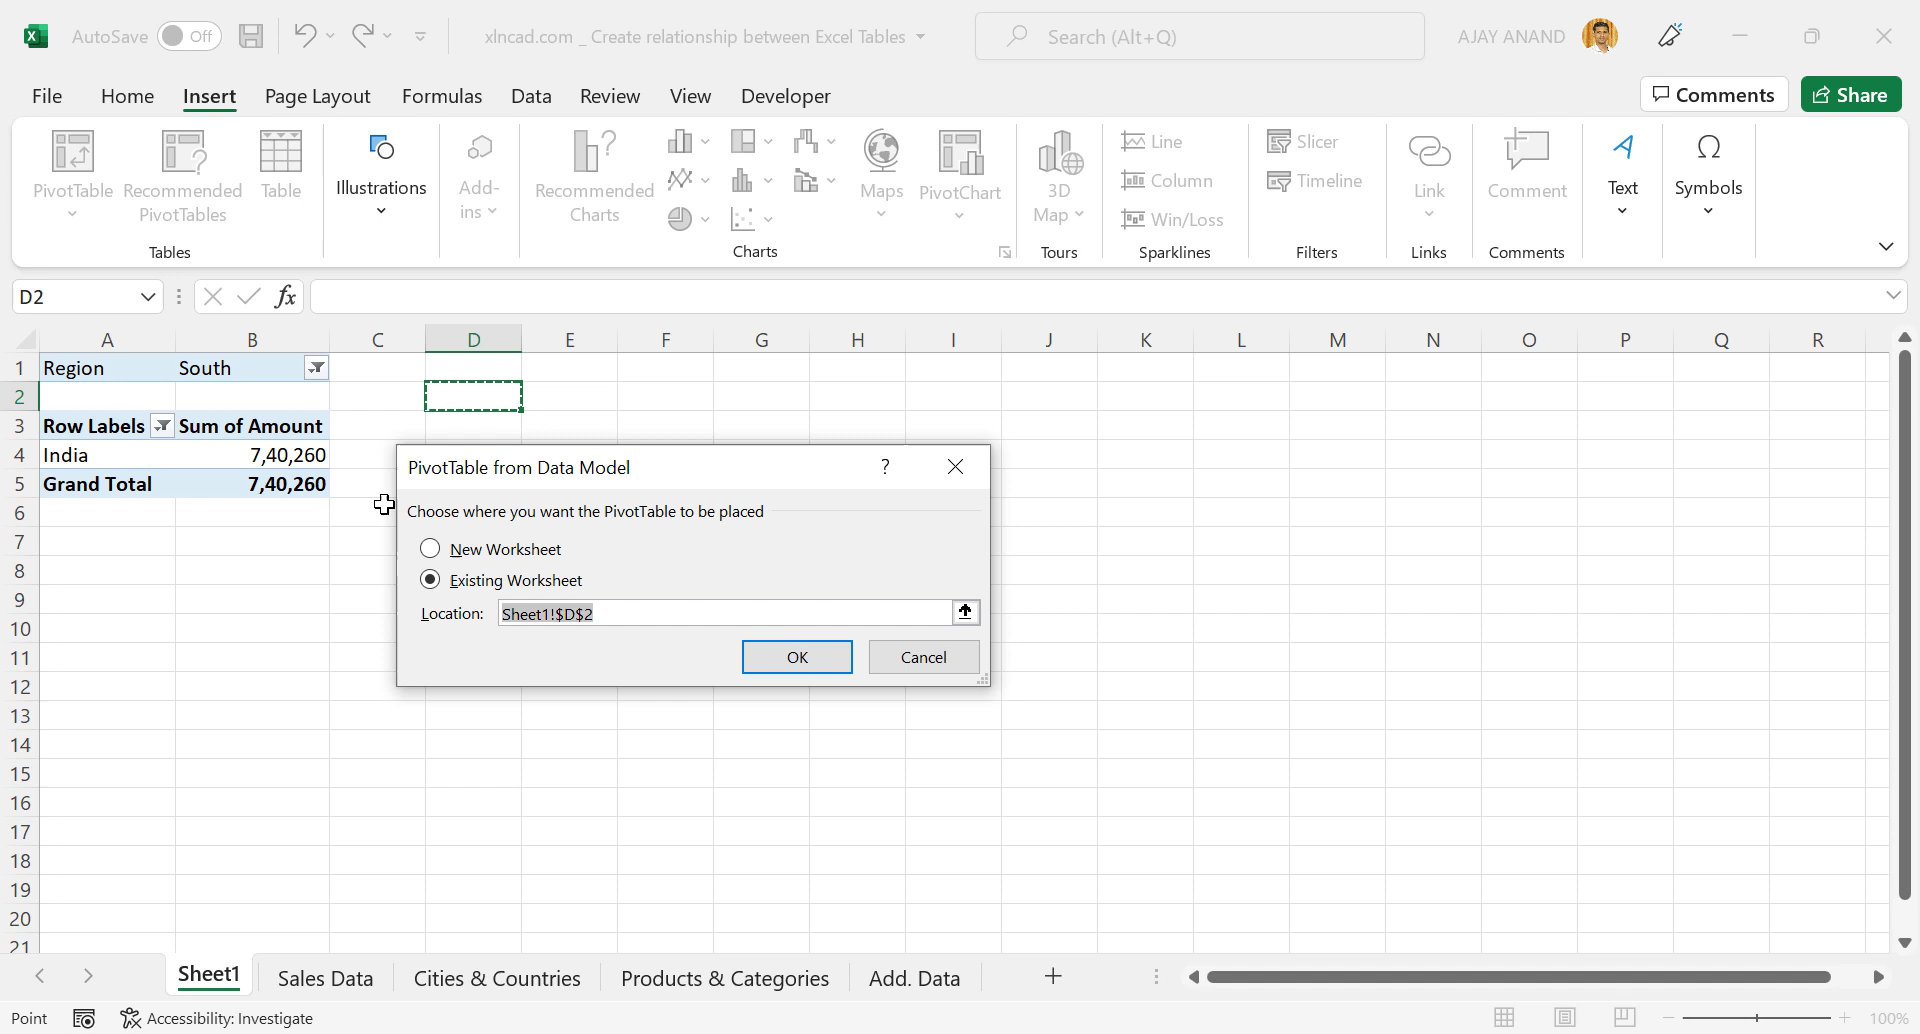 AutoSave Off xlncad.com _ Create relationship between Excel Tables Search (Alt+Q) AJAY ANAND
File Home Insert Page Layout Formulas Data Review View Developer Comments Share
PivotTable Recommended PivotTables Table Illustrations Add-ins Recommended Charts Maps PivotChart 3D Map Line Column Win/Loss Slicer Timeline Link Comment Text Symbols
Tables Charts Tours Sparklines Filters Links Comments
D2 fx
A B C D E F G H I J K L M N O P Q R
1 Region South
2
3 Row Labels Sum of Amount
4 India 7,40,260
PivotTable from Data Model ?
5 Grand Total 7,40,260
Choose where you want the PivotTable to be placed
6
7 New Worksheet
8 Existing Worksheet
9 Location: Sheet1!$D$2
10
11 OK Cancel
12
13
14
15
16
17
18
19
20
21
Sheet1 Sales Data Cities & Countries Products & Categories Add. Data
Point Accessibility: Investigate 100%